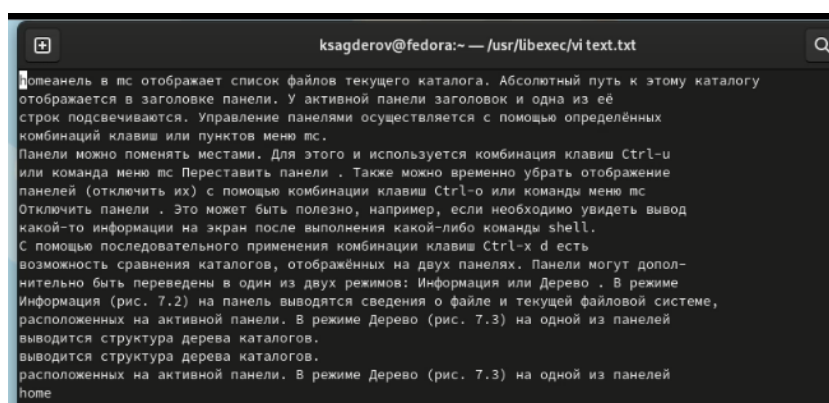 ksagderov@fedora:~ — /usr/libexec/vi text.txt
homeанель в mc отображает список файлов текущего каталога. Абсолютный путь к этому каталогу
отображается в заголовке панели. У активной панели заголовок и одна из её
строк подсвечиваются. Управление панелями осуществляется с помощью определённых
комбинаций клавиш или пунктов меню mc.
Панели можно поменять местами. Для этого и используется комбинация клавиш Ctrl-u
или команда меню mc Переставить панели . Также можно временно убрать отображение
панелей (отключить их) с помощью комбинации клавиш Ctrl-o или команды меню mc
Отключить панели . Это может быть полезно, например, если необходимо увидеть вывод
какой-то информации на экран после выполнения какой-либо команды shell.
С помощью последовательного применения комбинации клавиш Ctrl-x d есть
возможность сравнения каталогов, отображённых на двух панелях. Панели могут допол-
нительно быть переведены в один из двух режимов: Информация или Дерево . В режиме
Информация (рис. 7.2) на панель выводятся сведения о файле и текущей файловой системе,
расположенных на активной панели. В режиме Дерево (рис. 7.3) на одной из панелей
выводится структура дерева каталогов.
выводится структура дерева каталогов.
расположенных на активной панели. В режиме Дерево (рис. 7.3) на одной из панелей
home